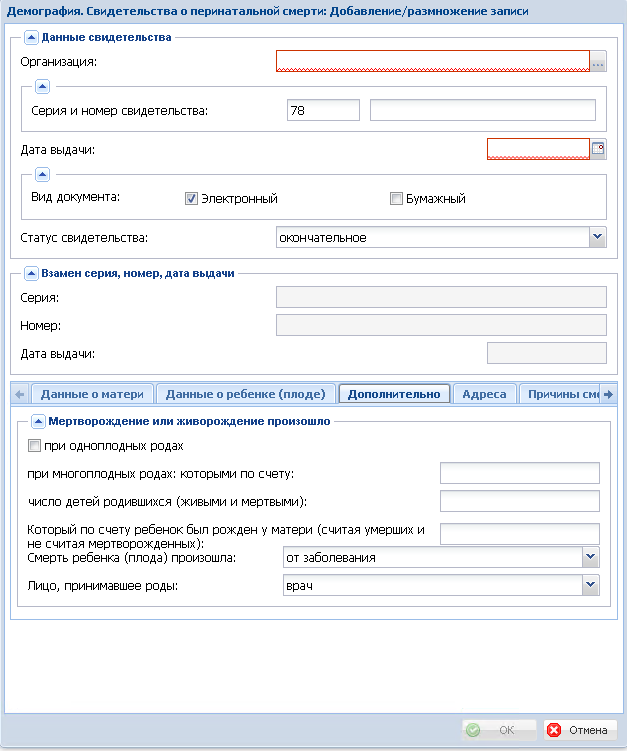 Демография. Свидетельства о перинатальной смерти: Добавление/размножение записи
Данные свидетельства
Организация:
...
Серия и номер свидетельства:
78
Дата выдачи:
Вид документа:
Электронный
Бумажный
Статус свидетельства:
окончательное
Взамен серия, номер, дата выдачи
Серия:
Номер:
Дата выдачи:
Данные о матери
Данные о ребенке (плоде)
Дополнительно
Адреса
Причины сме
Мертворождение или живорождение произошло
при одноплодных родах
при многоплодных родах: которыми по счету:
число детей родившихся (живыми и мертвыми):
Который по счету ребенок был рожден у матери (считая умерших и
не считая мертворожденных):
Смерть ребенка (плода) произошла:
от заболевания
Лицо, принимавшее роды:
врач
OK
Отмена